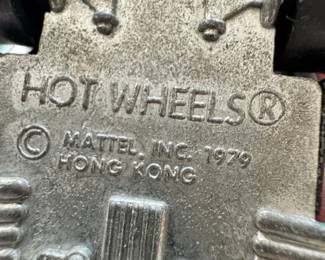 HOT WHEELS®
© MATTEL, INC. 1979
HONG KONG